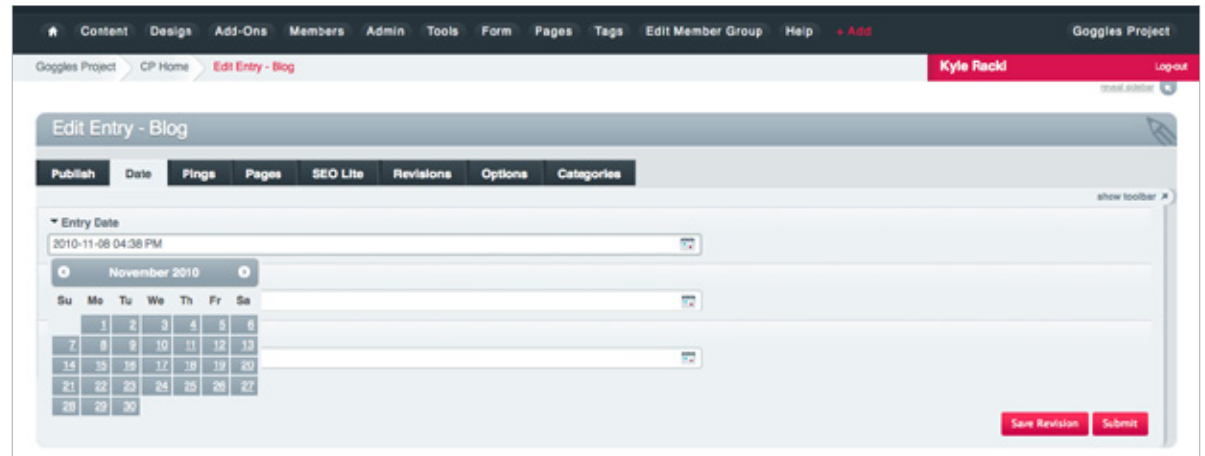 Content Design Add-Ons Members Admin Tools Form Pages Tags Edit Member Group Help + Add Goggles Project
Goggles Project CP Home Edit Entry - Blog Kyle Racki Log-out
reveal sidebar
Edit Entry - Blog
Publish Date Pings Pages SEO Lite Revisions Options Categories
show toolbar
Entry Date
2010-11-08 04:38 PM
November 2010
Su Mo Tu We Th Fr Sa
1 2 3 4 5 6
7 8 9 10 11 12 13
14 15 16 17 18 19 20
21 22 23 24 25 26 27
28 29 30
Save Revision Submit